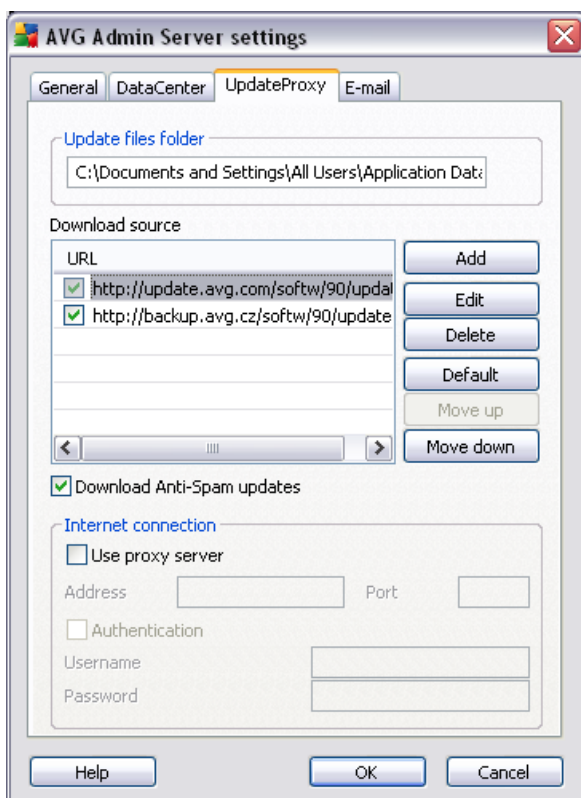 AVG Admin Server settings
General DataCenter UpdateProxy E-mail
Update files folder
C:\Documents and Settings\All Users\Application Data
Download source
URL
Add
http://update.avg.com/softw/90/updat
Edit
http://backup.avg.cz/softw/90/update
Delete
Default
Move up
Move down
Download Anti-Spam updates
Internet connection
Use proxy server
Address Port
Authentication
Username
Password
Help OK Cancel